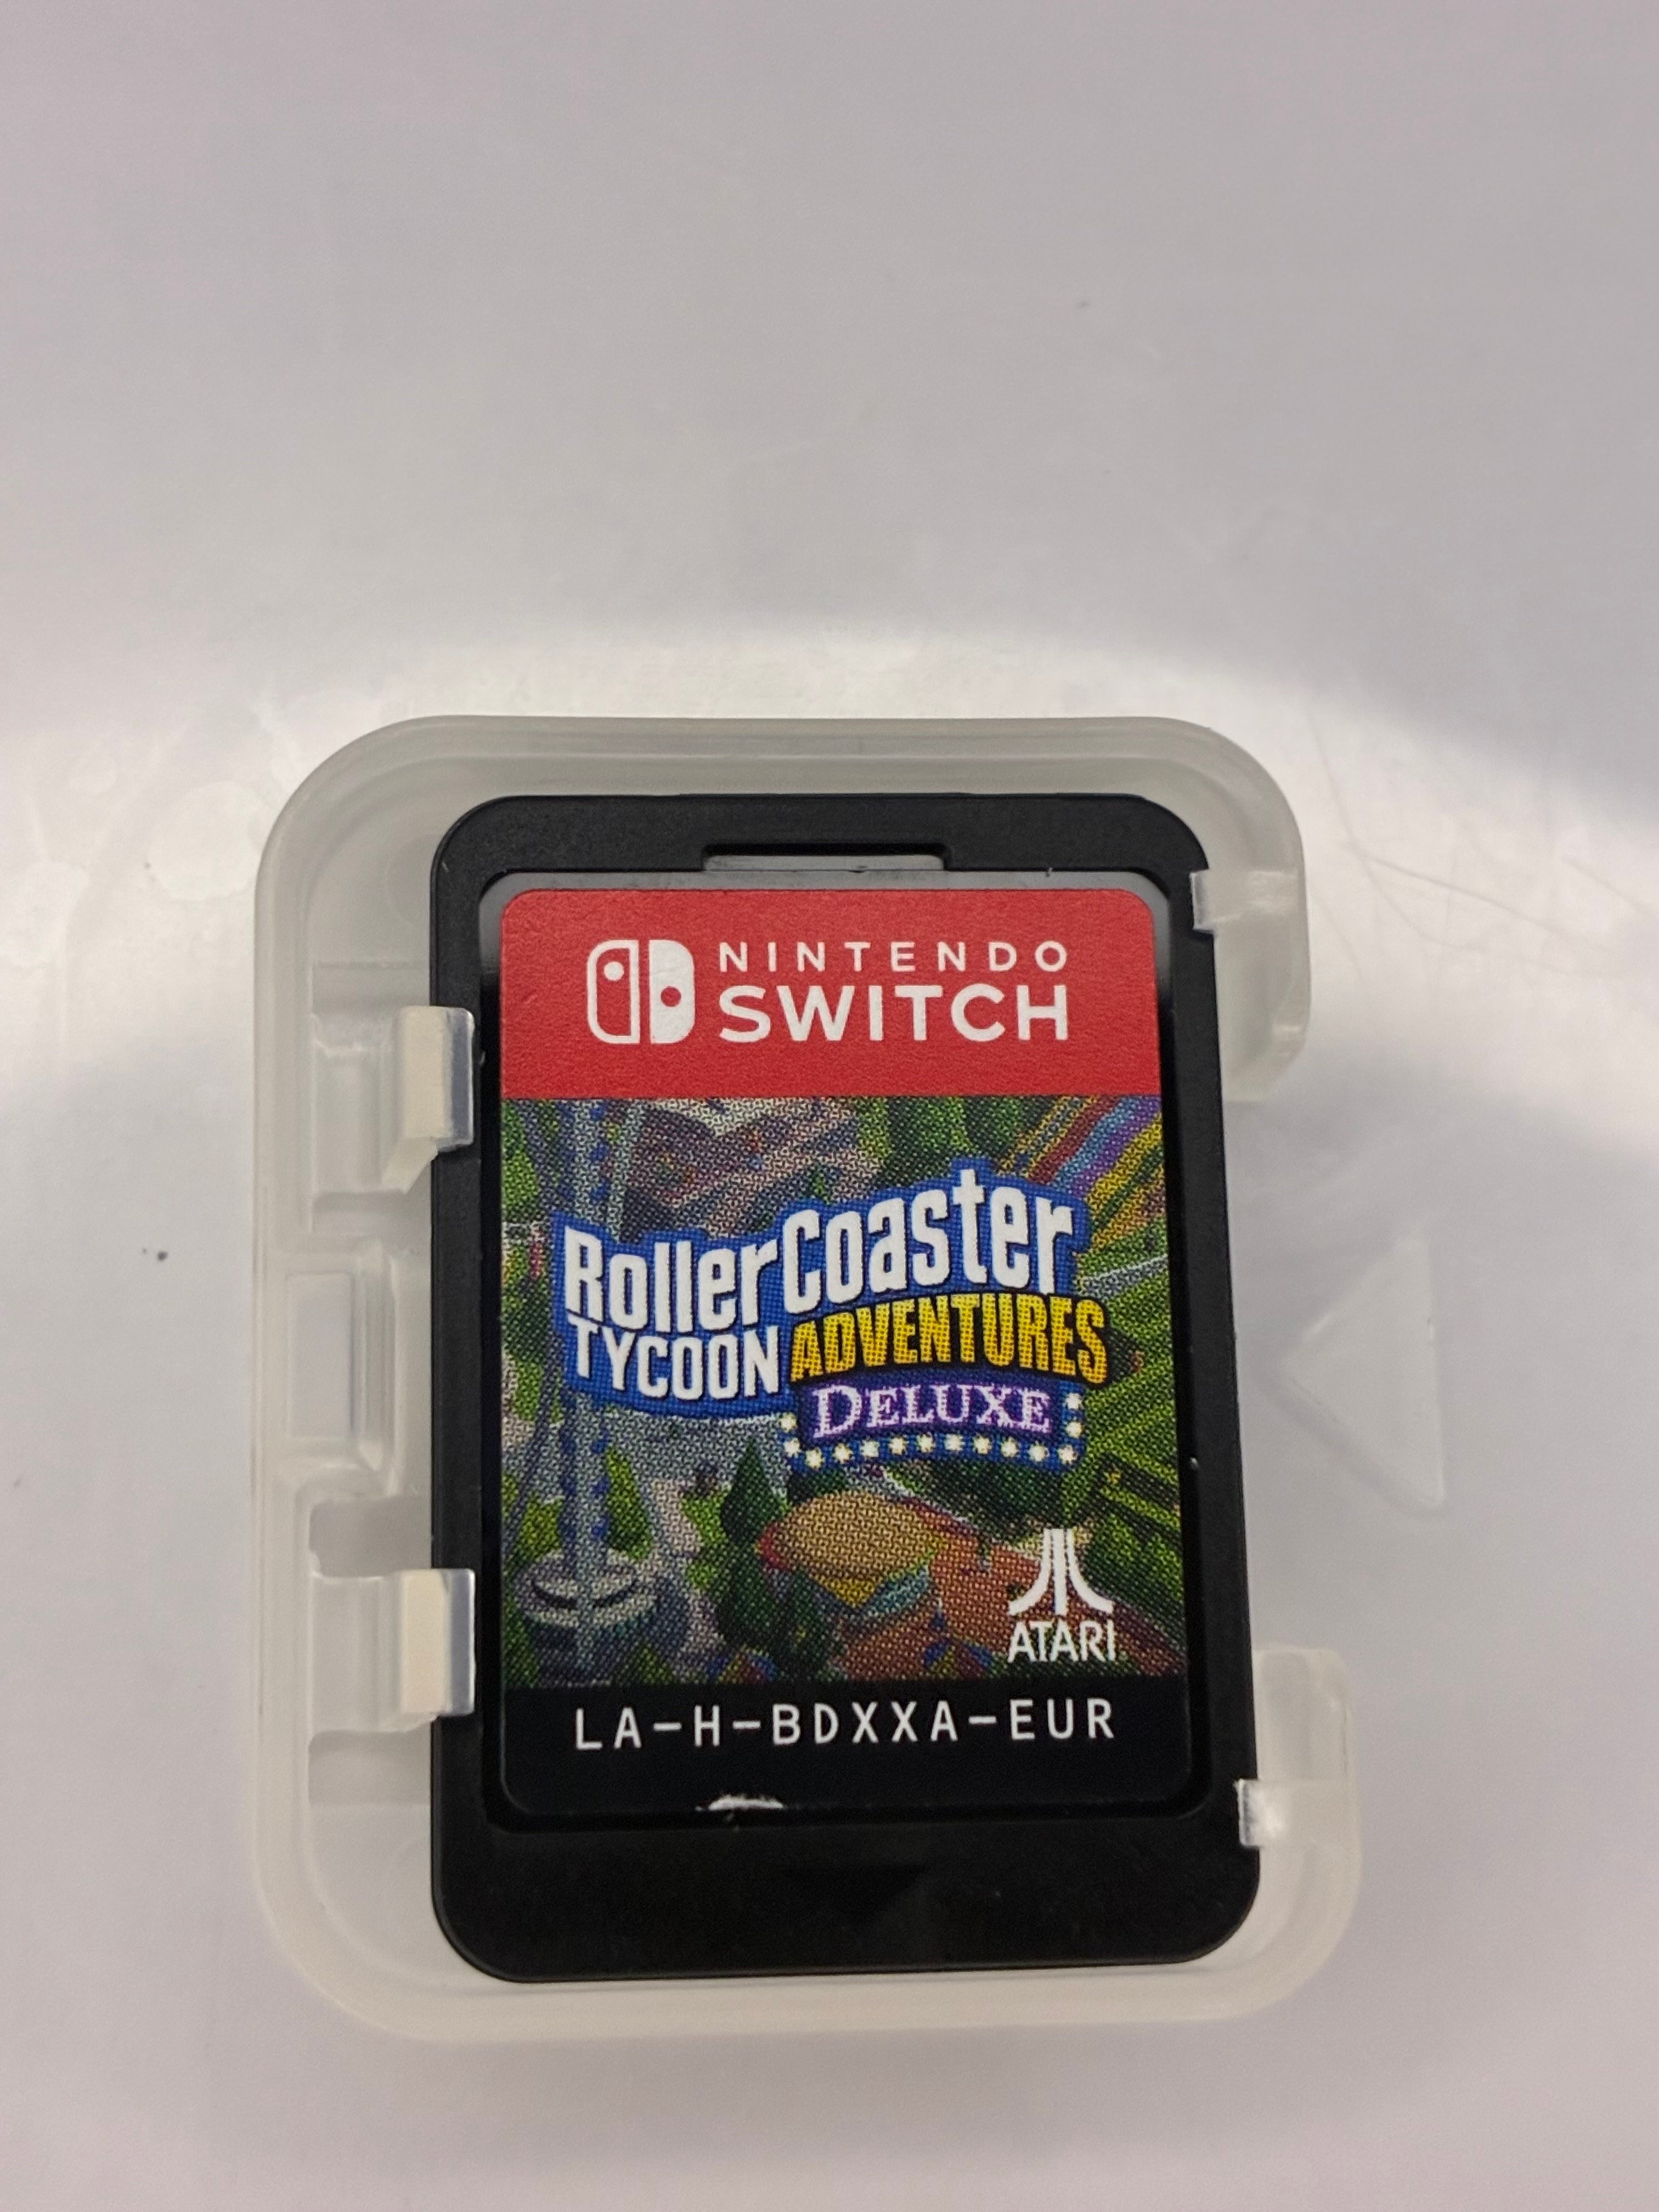 NINTENDO
SWITCH
RollerCoaster
TYCOON ADVENTURES
DELUXE
ATARI
LA-H-BDXXA-EUR